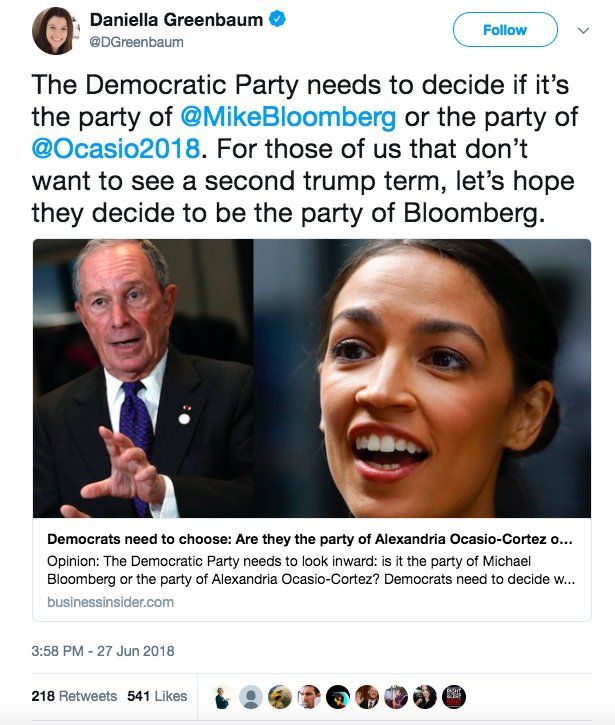 Daniella Greenbaum
@DGreenbaum
Follow
The Democratic Party needs to decide if it's
the party of @MikeBloomberg or the party of
@Ocasio2018. For those of us that don't
want to see a second trump term, let's hope
they decide to be the party of Bloomberg.
Democrats need to choose: Are they the party of Alexandria Ocasio-Cortez o...
Opinion: The Democratic Party needs to look inward: is it the party of Michael
Bloomberg or the party of Alexandria Ocasio-Cortez? Democrats need to decide w...
businessinsider.com
3:58 PM - 27 Jun 2018
218 Retweets 541 Likes